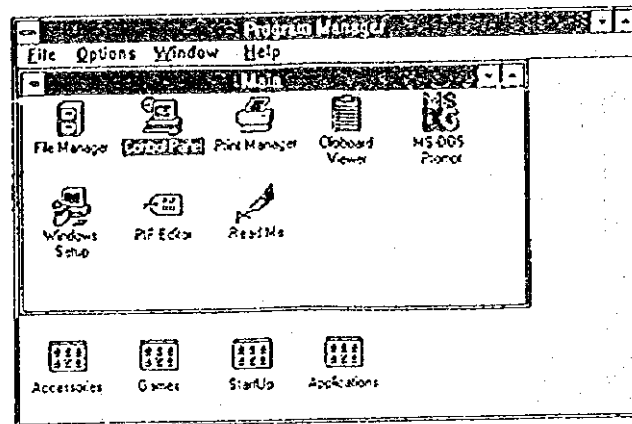 Program Manager
File Options Window Help
Main
File Manager Control Panel Print Manager Clipboard Viewer MS-DOS Prompt
Windows Setup PIF Editor Read Me
Accessories Games StartUp Applications